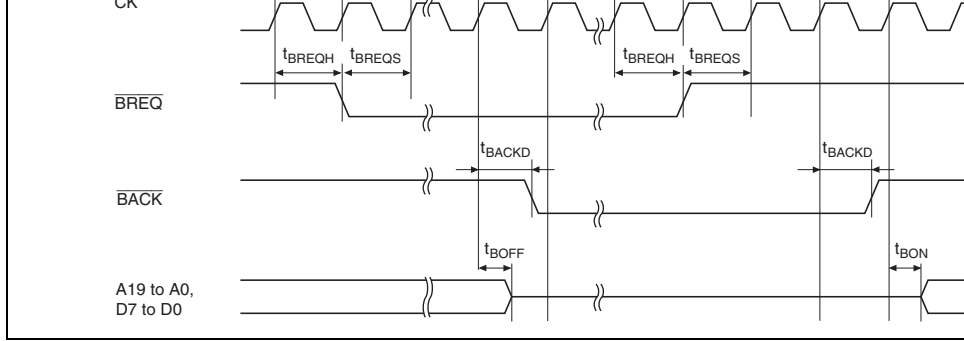 CK
tBREQH tBREQS tBREQH tBREQS
BREQ
tBACKD tBACKD
BACK
tBOFF tBON
A19 to A0,
D7 to D0